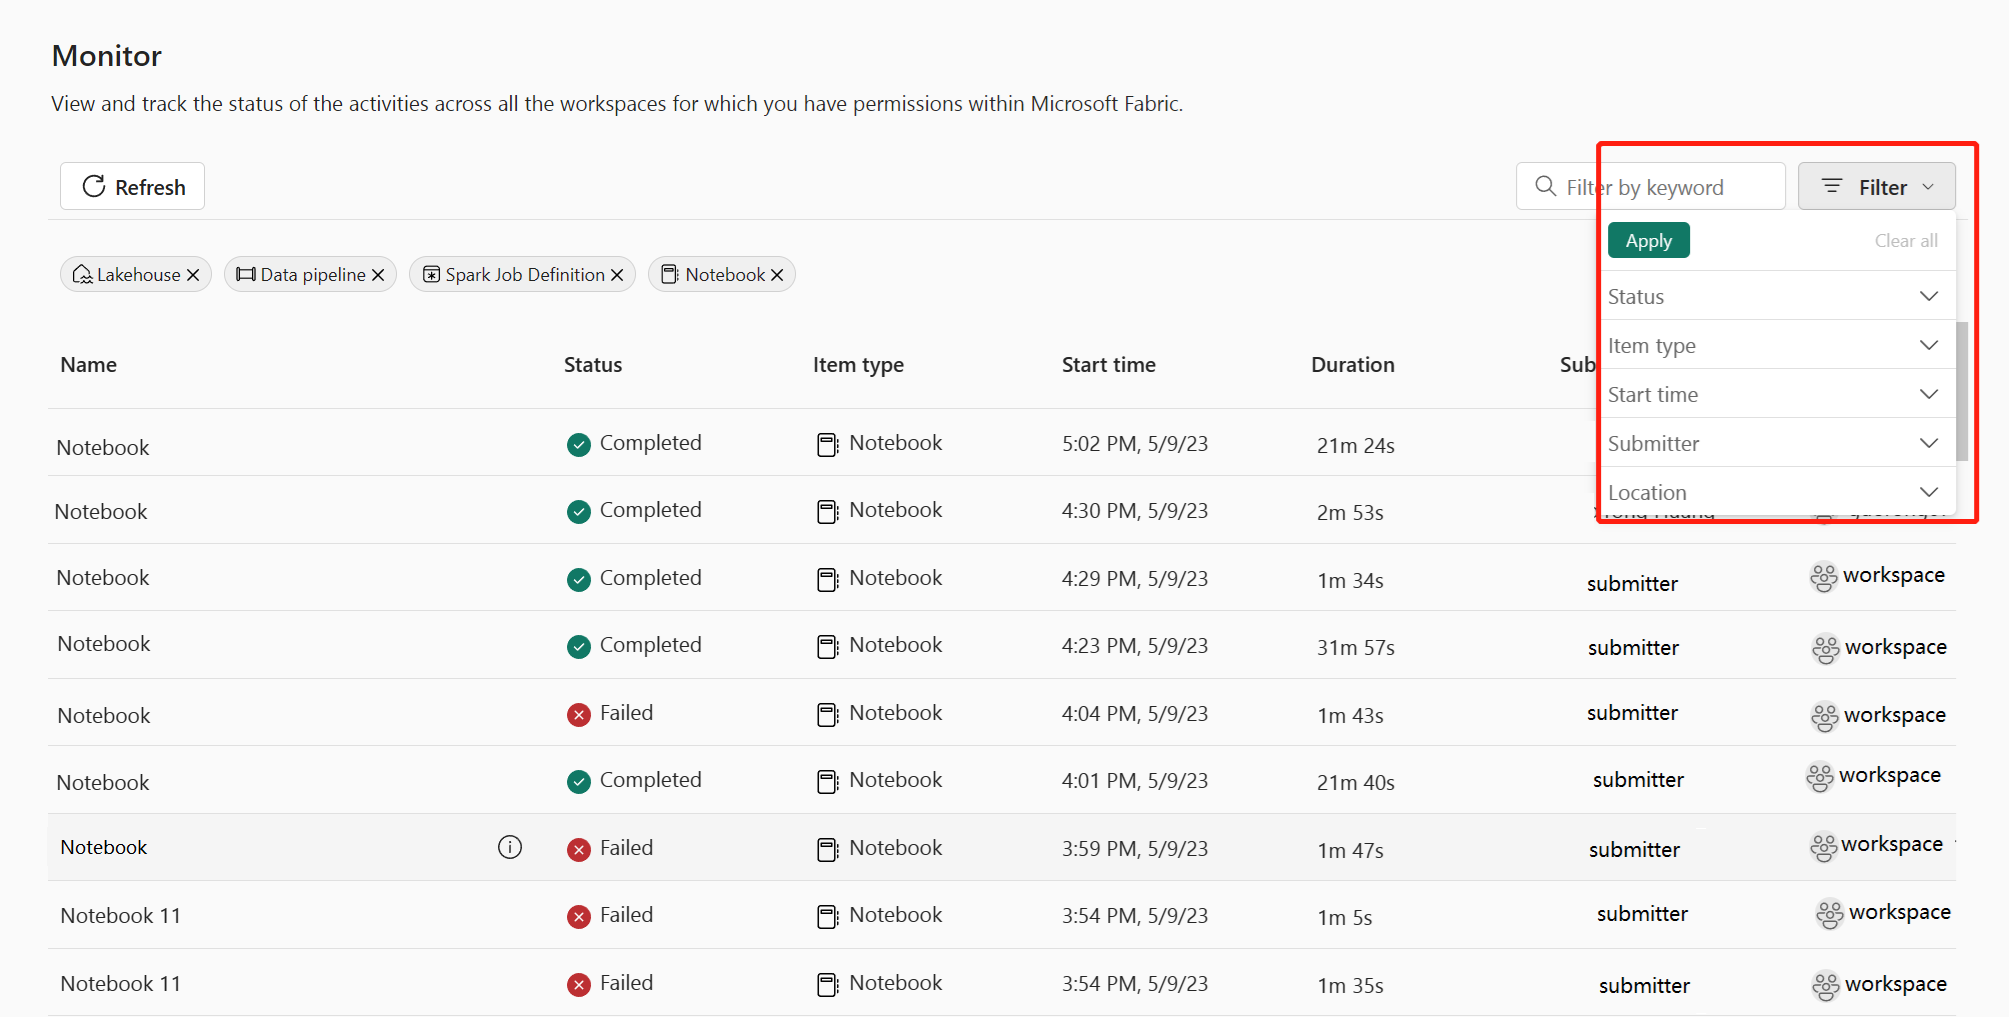 Monitor
View and track the status of the activities across all the workspaces for which you have permissions within Microsoft Fabric.
Refresh
Filter by keyword
Filter
Apply
Clear all
Lakehouse
Data pipeline
Spark Job Definition
Notebook
Status
Item type
Start time
Submitter
Location
Name Status Item type Start time Duration Sub
Notebook Completed Notebook 5:02 PM, 5/9/23 21m 24s
Notebook Completed Notebook 4:30 PM, 5/9/23 2m 53s
Notebook Completed Notebook 4:29 PM, 5/9/23 1m 34s submitter workspace
Notebook Completed Notebook 4:23 PM, 5/9/23 31m 57s submitter workspace
Notebook Failed Notebook 4:04 PM, 5/9/23 1m 43s submitter workspace
Notebook Completed Notebook 4:01 PM, 5/9/23 21m 40s submitter workspace
Notebook Failed Notebook 3:59 PM, 5/9/23 1m 47s submitter workspace
Notebook 11 Failed Notebook 3:54 PM, 5/9/23 1m 5s submitter workspace
Notebook 11 Failed Notebook 3:54 PM, 5/9/23 1m 35s submitter workspace